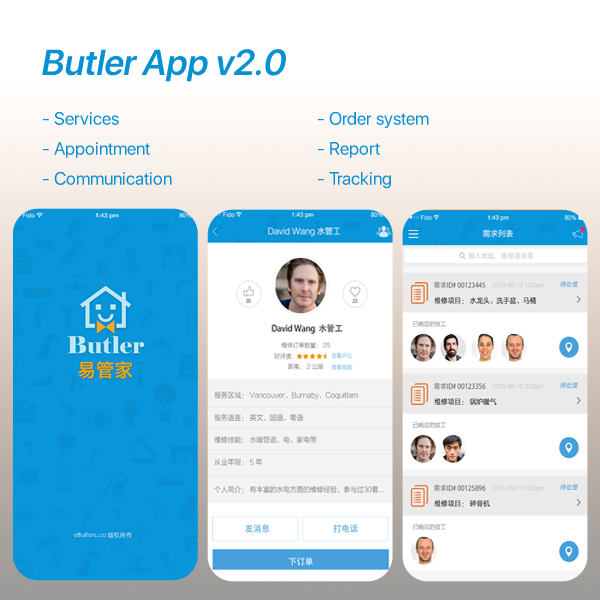 Butler App v2.0
- Services
- Appointment
- Communication
- Order system
- Report
- Tracking
Fido 1:43 pm 80%
Butler
易管家
eButlers.co 版权所有
Fido 1:43 pm 80%
David Wang 水管工
35
22
David Wang 水管工
维修订单数量： 25
好评度： 查看评论
距离： 2 公里 查看地图
服务区域： Vancouver、Burnaby、Coquitlam
服务语言： 英文、国语、粤语
维修技能： 水暖管道、电、家电等
从业年限： 5 年
个人简介： 有丰富的水电方面的维修经验，参与过30套...
发消息
打电话
下订单
Fido 1:43 pm 80%
需求列表
输入地址、维修项目等
需求ID# 00123445 2015-09-12 1:20pm 待处理
维修项目： 水龙头、洗手盆、马桶
已响应的技工
需求ID# 00123356 2015-09-12 3:20pm 待处理
维修项目： 锅炉暖气
已响应的技工
需求ID# 00125896 2015-09-11 5:20pm 待处理
维修项目： 碎骨机
已响应的技工